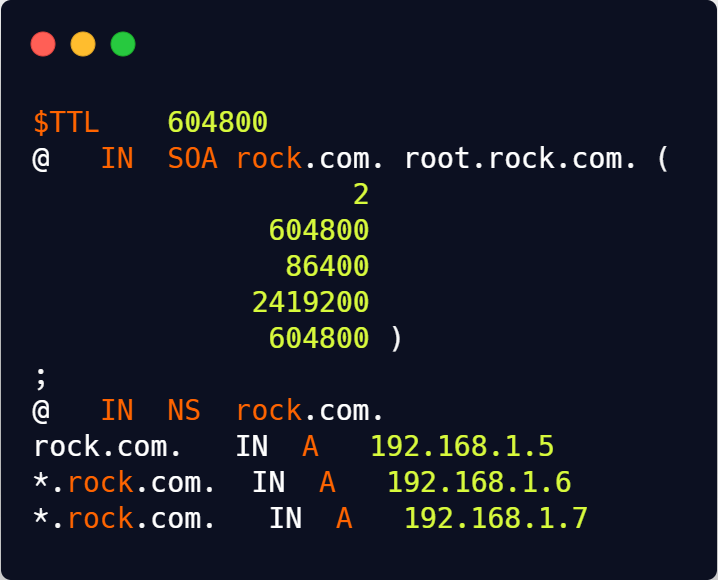 $TTL    604800
@   IN  SOA rock.com. root.rock.com. (
                   2
              604800
               86400
             2419200
              604800 )
;
@   IN  NS  rock.com.
rock.com.   IN  A   192.168.1.5
*.rock.com.  IN  A   192.168.1.6
*.rock.com.   IN  A   192.168.1.7